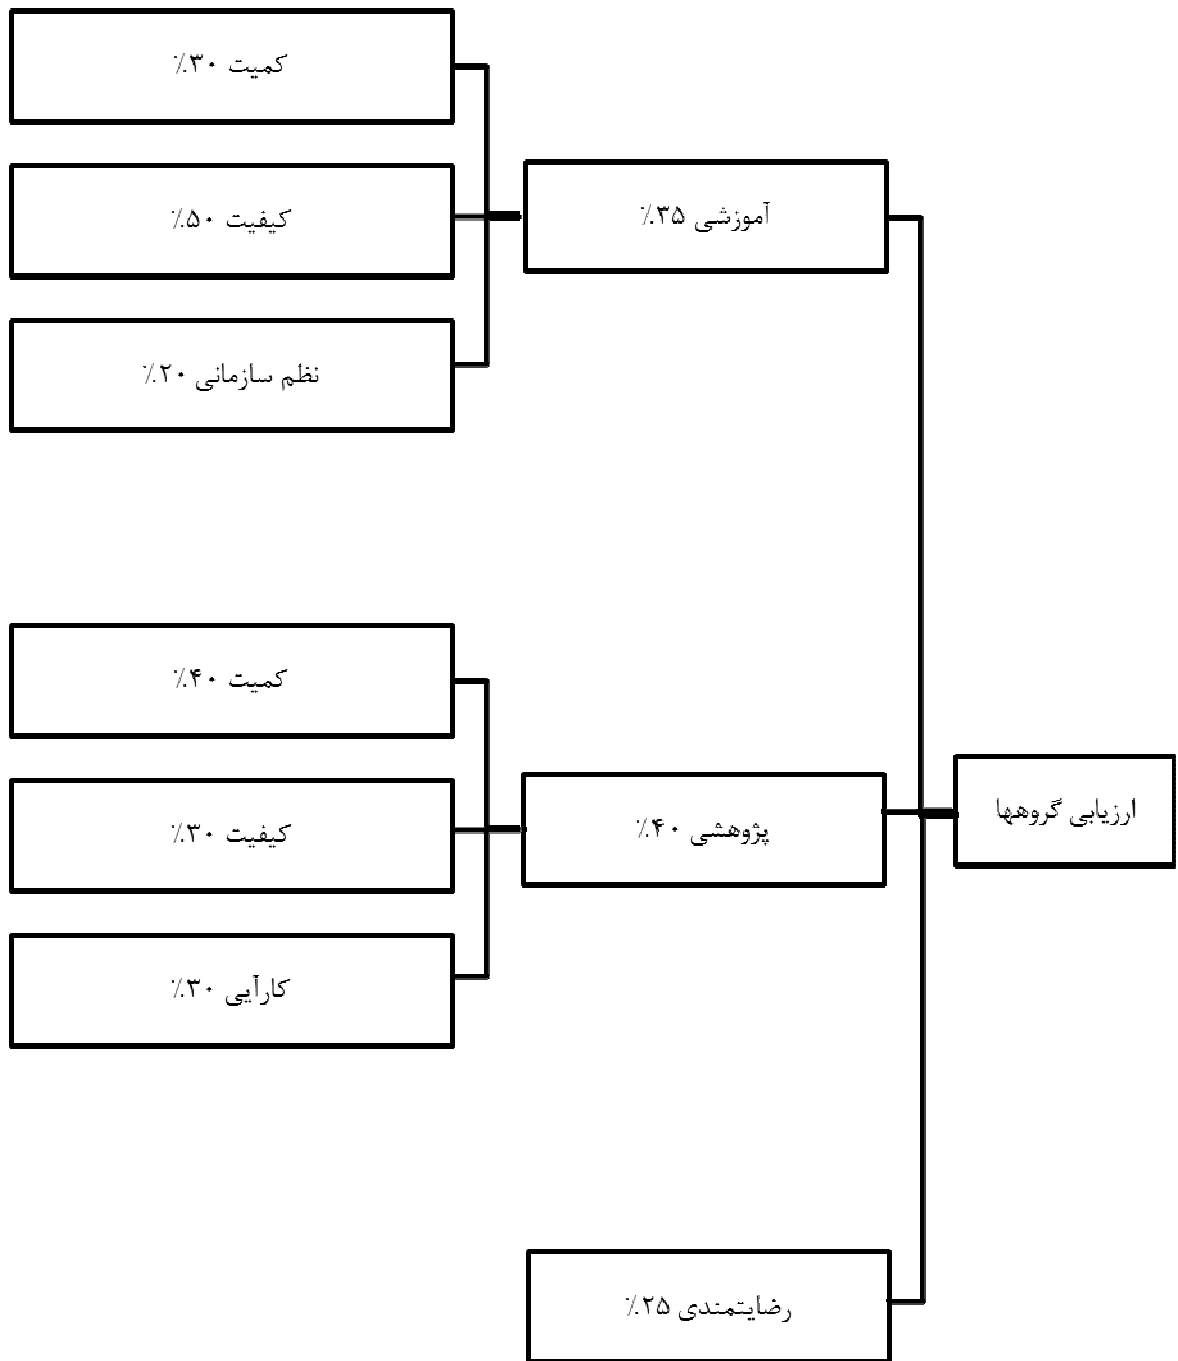 ارزیابی گروهها
آموزشی ۳۵٪
کمیت ۳۰٪
کیفیت ۵۰٪
نظم سازمانی ۲۰٪
پژوهشی ۴۰٪
کمیت ۴۰٪
کیفیت ۳۰٪
کارآیی ۳۰٪
رضایتمندی ۲۵٪